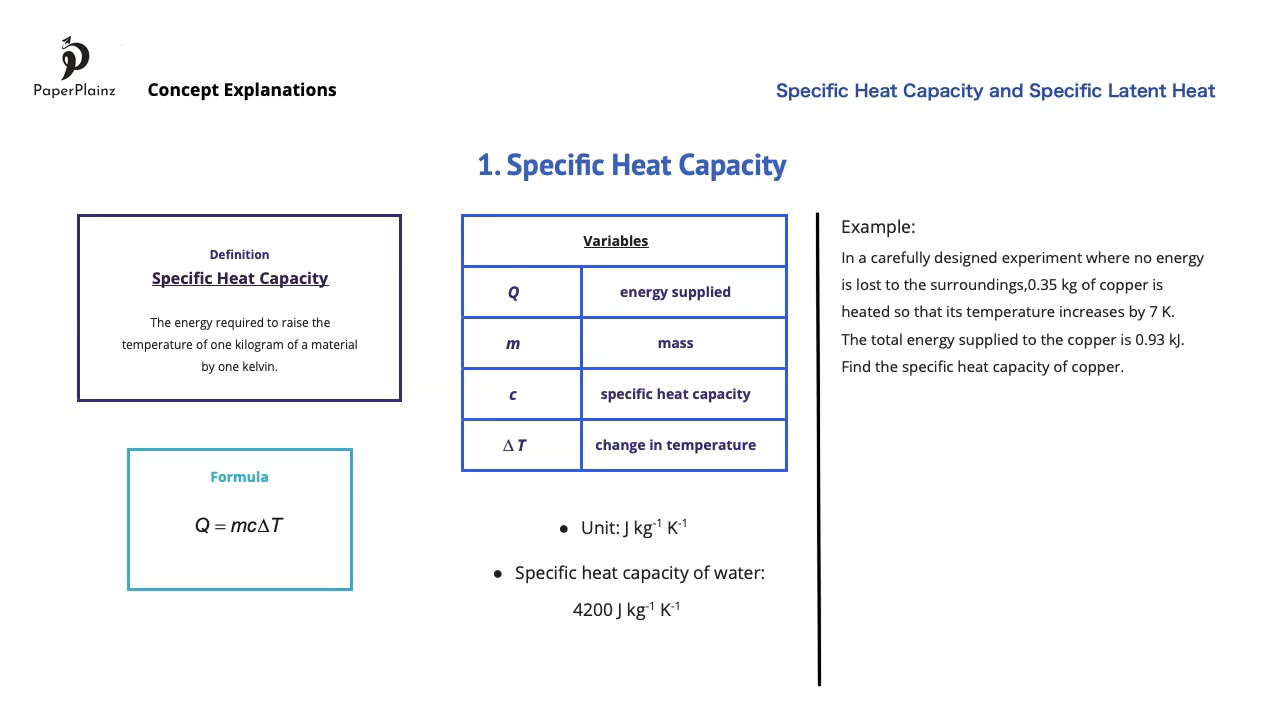 PaperPlainz
Concept Explanations
Specific Heat Capacity and Specific Latent Heat
1. Specific Heat Capacity
Definition
Specific Heat Capacity
The energy required to raise the
temperature of one kilogram of a material
by one kelvin.
Formula
Q = mcΔT
Variables
Q energy supplied
m mass
c specific heat capacity
Δ T change in temperature
● Unit: J kg⁻¹ K⁻¹
● Specific heat capacity of water:
4200 J kg⁻¹ K⁻¹
Example:
In a carefully designed experiment where no energy
is lost to the surroundings,0.35 kg of copper is
heated so that its temperature increases by 7 K.
The total energy supplied to the copper is 0.93 kJ.
Find the specific heat capacity of copper.